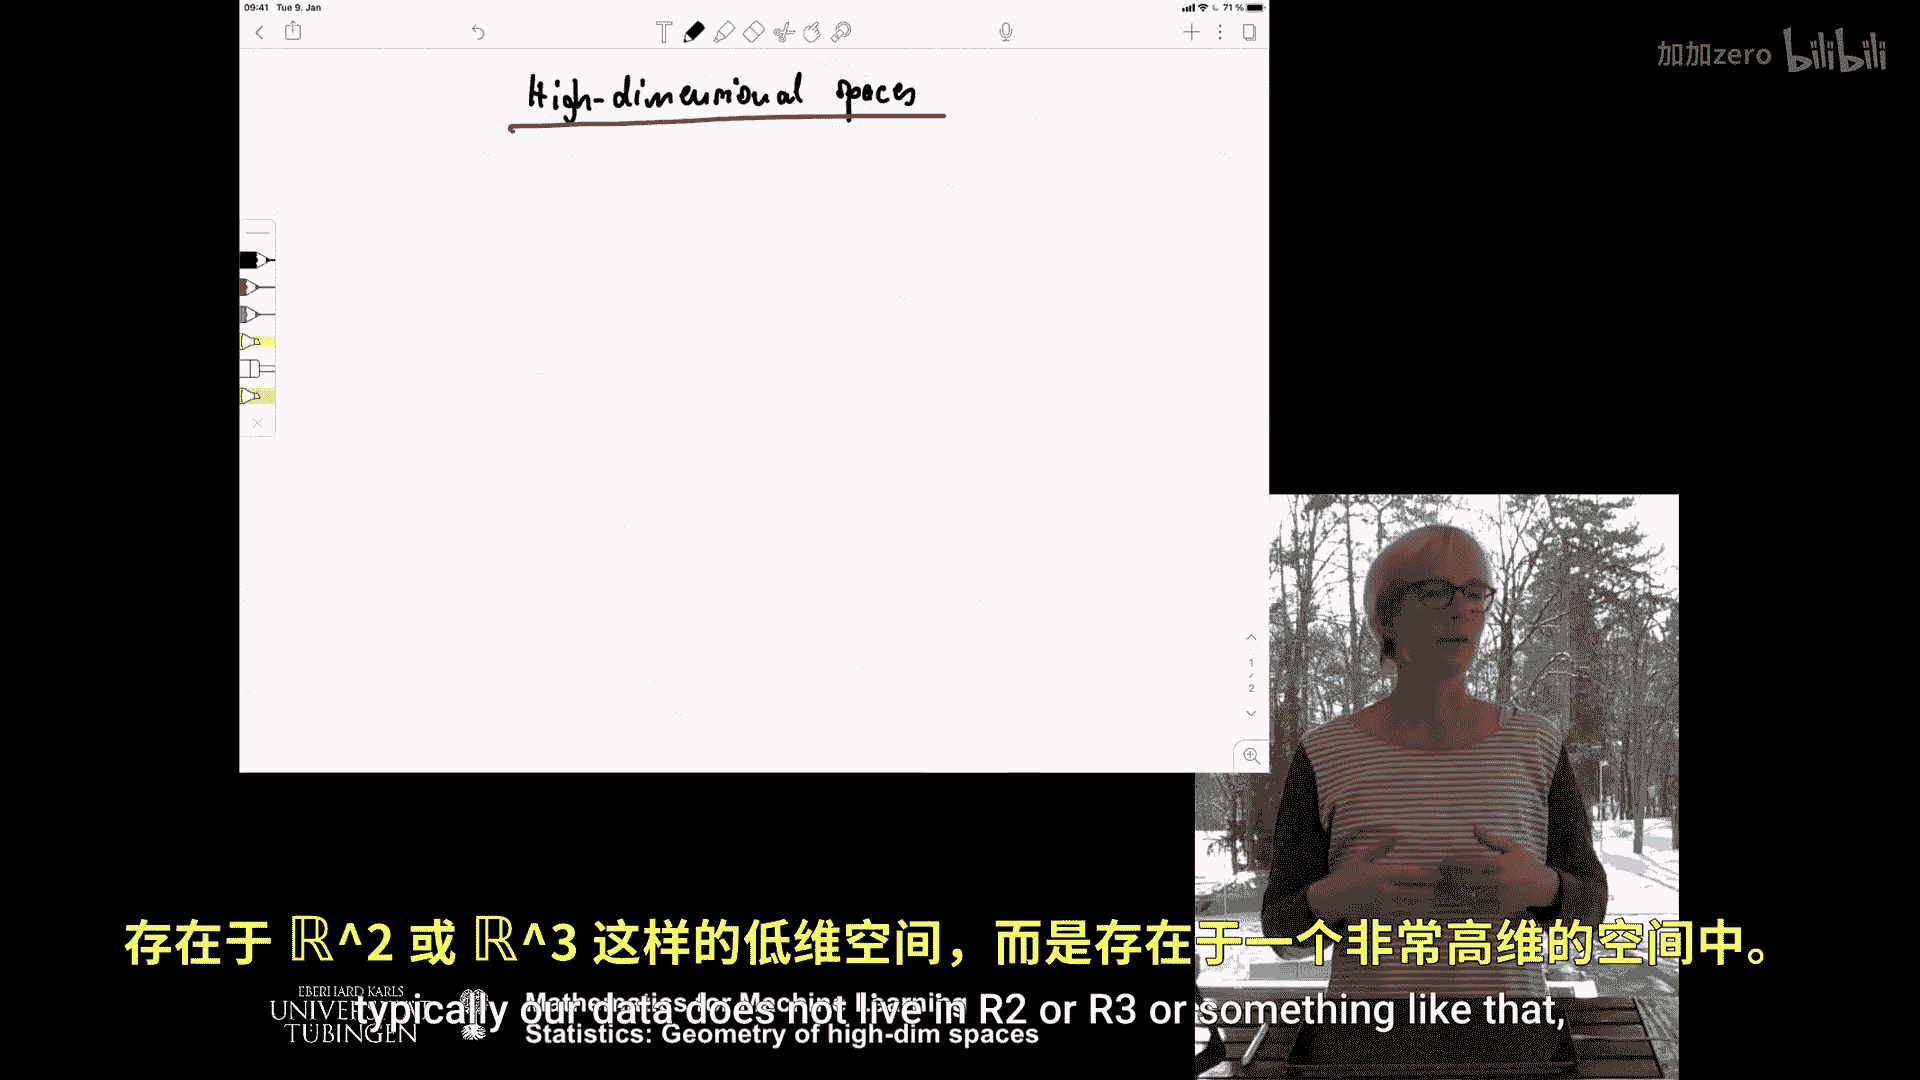 09:41 Tue 9. Jan
71 %
加加zero bilibili
High-dimensional spaces
1
2
存在于 ℝ^2 或 ℝ^3 这样的低维空间，而是存在于一个非常高维的空间中。
typically our data does not live in R2 or R3 or something like that,
EBERHARD KARLS
UNIVERSITÄT
TÜBINGEN
Mathematics for Machine Learning
Statistics: Geometry of high-dim spaces